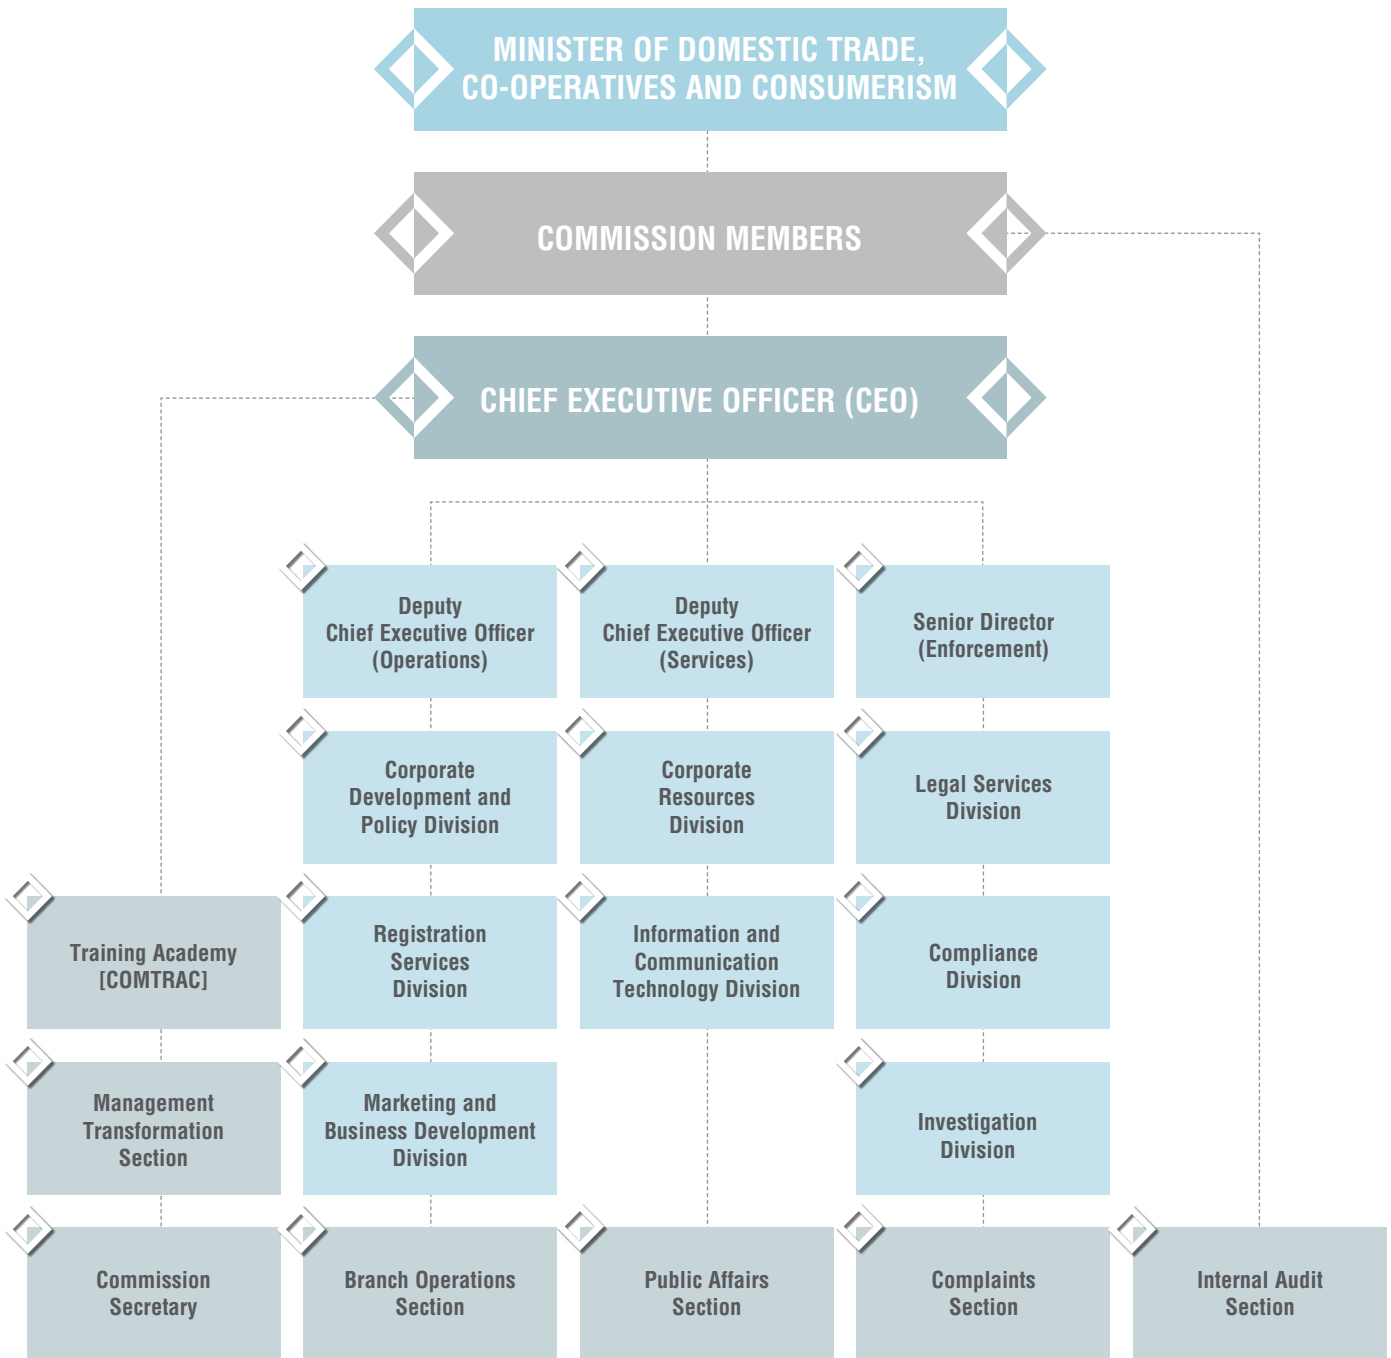 MINISTER OF DOMESTIC TRADE,
CO-OPERATIVES AND CONSUMERISM
COMMISSION MEMBERS
CHIEF EXECUTIVE OFFICER (CEO)
Deputy
Chief Executive Officer
(Operations)
Deputy
Chief Executive Officer
(Services)
Senior Director
(Enforcement)
Corporate
Development and
Policy Division
Corporate
Resources
Division
Legal Services
Division
Training Academy
[COMTRAC]
Registration
Services
Division
Information and
Communication
Technology Division
Compliance
Division
Management
Transformation
Section
Marketing and
Business Development
Division
Investigation
Division
Commission
Secretary
Branch Operations
Section
Public Affairs
Section
Complaints
Section
Internal Audit
Section